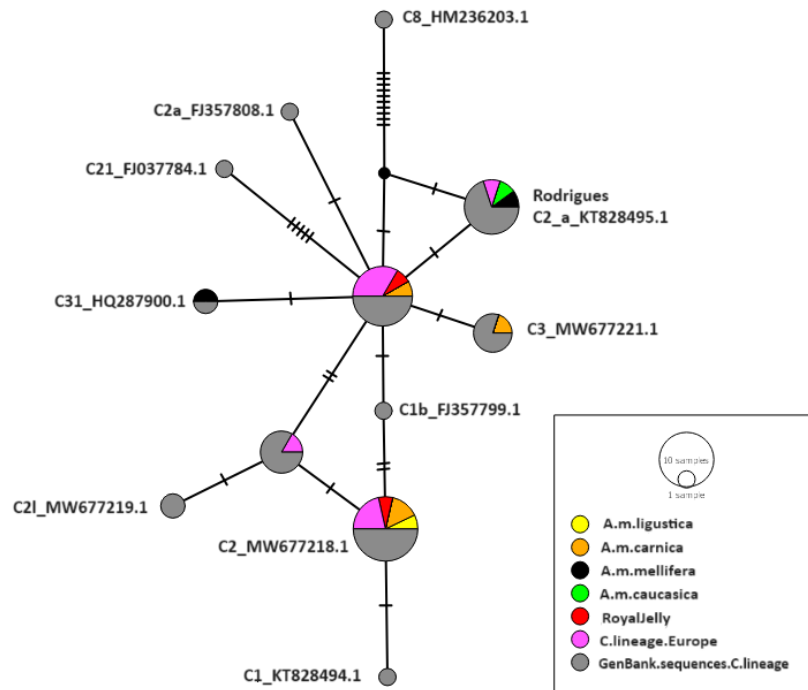 C8_HM236203.1
C2a_FJ357808.1
C21_FJ037784.1
Rodrigues
C2_a_KT828495.1
C31_HQ287900.1
C3_MW677221.1
C1b_FJ357799.1
C2l_MW677219.1
C2_MW677218.1
C1_KT828494.1
10 samples
1 sample
A.m.ligustica
A.m.carnica
A.m.mellifera
A.m.caucasica
RoyalJelly
C.lineage.Europe
GenBank.sequences.C.lineage